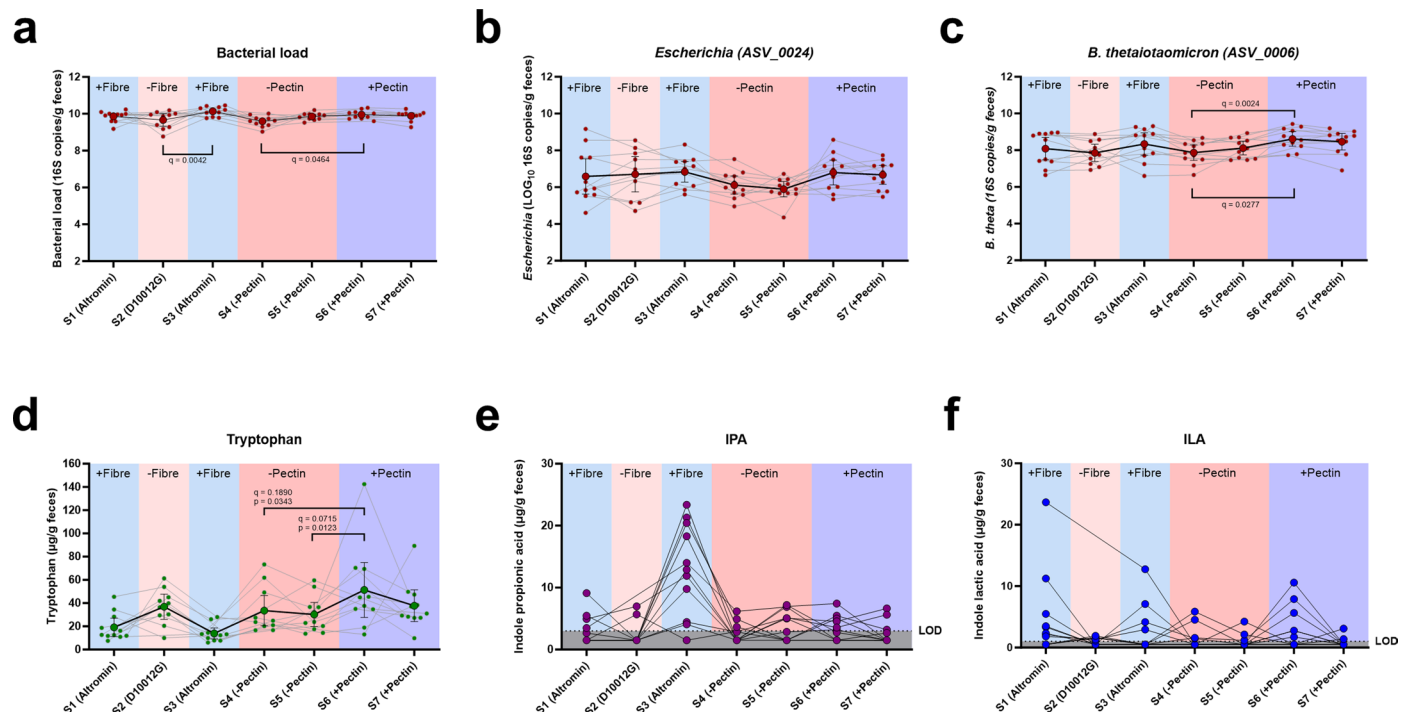 a
Bacterial load
Bacterial load (16S copies/g feces)
12
10
8
6
4
2
+Fibre
-Fibre
+Fibre
-Pectin
+Pectin
q = 0.0042
q = 0.0464
S1 (Altromin)
S2 (D10012G)
S3 (Altromin)
S4 (-Pectin)
S5 (-Pectin)
S6 (+Pectin)
S7 (+Pectin)
b
Escherichia (ASV_0024)
Escherichia (LOG10 16S copies/g feces)
12
10
8
6
4
2
+Fibre
-Fibre
+Fibre
-Pectin
+Pectin
S1 (Altromin)
S2 (D10012G)
S3 (Altromin)
S4 (-Pectin)
S5 (-Pectin)
S6 (+Pectin)
S7 (+Pectin)
c
B. thetaiotaomicron (ASV_0006)
B. theta (16S copies/g feces)
12
10
8
6
4
2
+Fibre
-Fibre
+Fibre
-Pectin
+Pectin
q = 0.0024
q = 0.0277
S1 (Altromin)
S2 (D10012G)
S3 (Altromin)
S4 (-Pectin)
S5 (-Pectin)
S6 (+Pectin)
S7 (+Pectin)
d
Tryptophan
Tryptophan (µg/g feces)
160
140
120
100
80
60
40
20
0
+Fibre
-Fibre
+Fibre
-Pectin
+Pectin
q = 0.1890
p = 0.0343
q = 0.0715
p = 0.0123
S1 (Altromin)
S2 (D10012G)
S3 (Altromin)
S4 (-Pectin)
S5 (-Pectin)
S6 (+Pectin)
S7 (+Pectin)
e
IPA
Indole propionic acid (µg/g feces)
30
20
10
0
+Fibre
-Fibre
+Fibre
-Pectin
+Pectin
LOD
S1 (Altromin)
S2 (D10012G)
S3 (Altromin)
S4 (-Pectin)
S5 (-Pectin)
S6 (+Pectin)
S7 (+Pectin)
f
ILA
Indole lactic acid (µg/g feces)
30
20
10
0
+Fibre
-Fibre
+Fibre
-Pectin
+Pectin
LOD
S1 (Altromin)
S2 (D10012G)
S3 (Altromin)
S4 (-Pectin)
S5 (-Pectin)
S6 (+Pectin)
S7 (+Pectin)